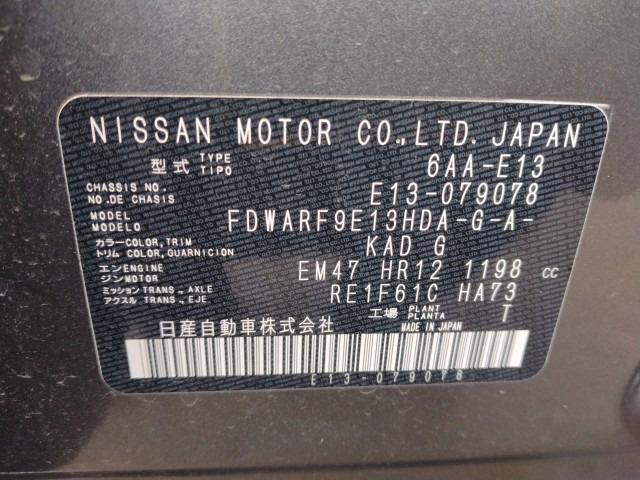 NISSAN MOTOR CO.,LTD. JAPAN
型式 TYPE TIPO 6AA-E13
CHASSIS NO. NO.DE CHASIS E13-079078
MODEL MODELO FDWARF9E13HDA-G-A-
カラー COLOR,TRIM トリム COLOR,GUARNICION KAD G
エンジン ENGINE MOTOR EM47 HR12 1198 cc
ミッション TRANS.,AXLE アクスル TRANS.,EJE RE1F61C HA73
工場 PLANT PLANTA T
日産自動車株式会社 MADE IN JAPAN
E13-079078